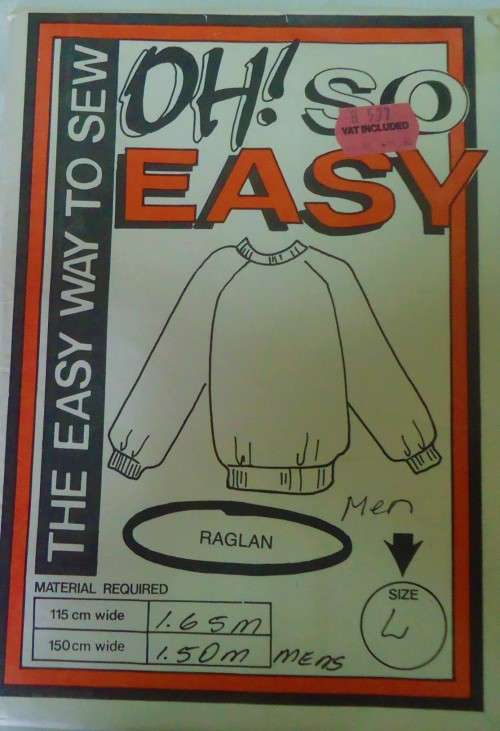 THE EASY WAY TO SEW
OH! SO
EASY
VAT INCLUDED
RAGLAN
Men
MATERIAL REQUIRED
115 cm wide 1.65m
150 cm wide 1.50m MENS
SIZE
L